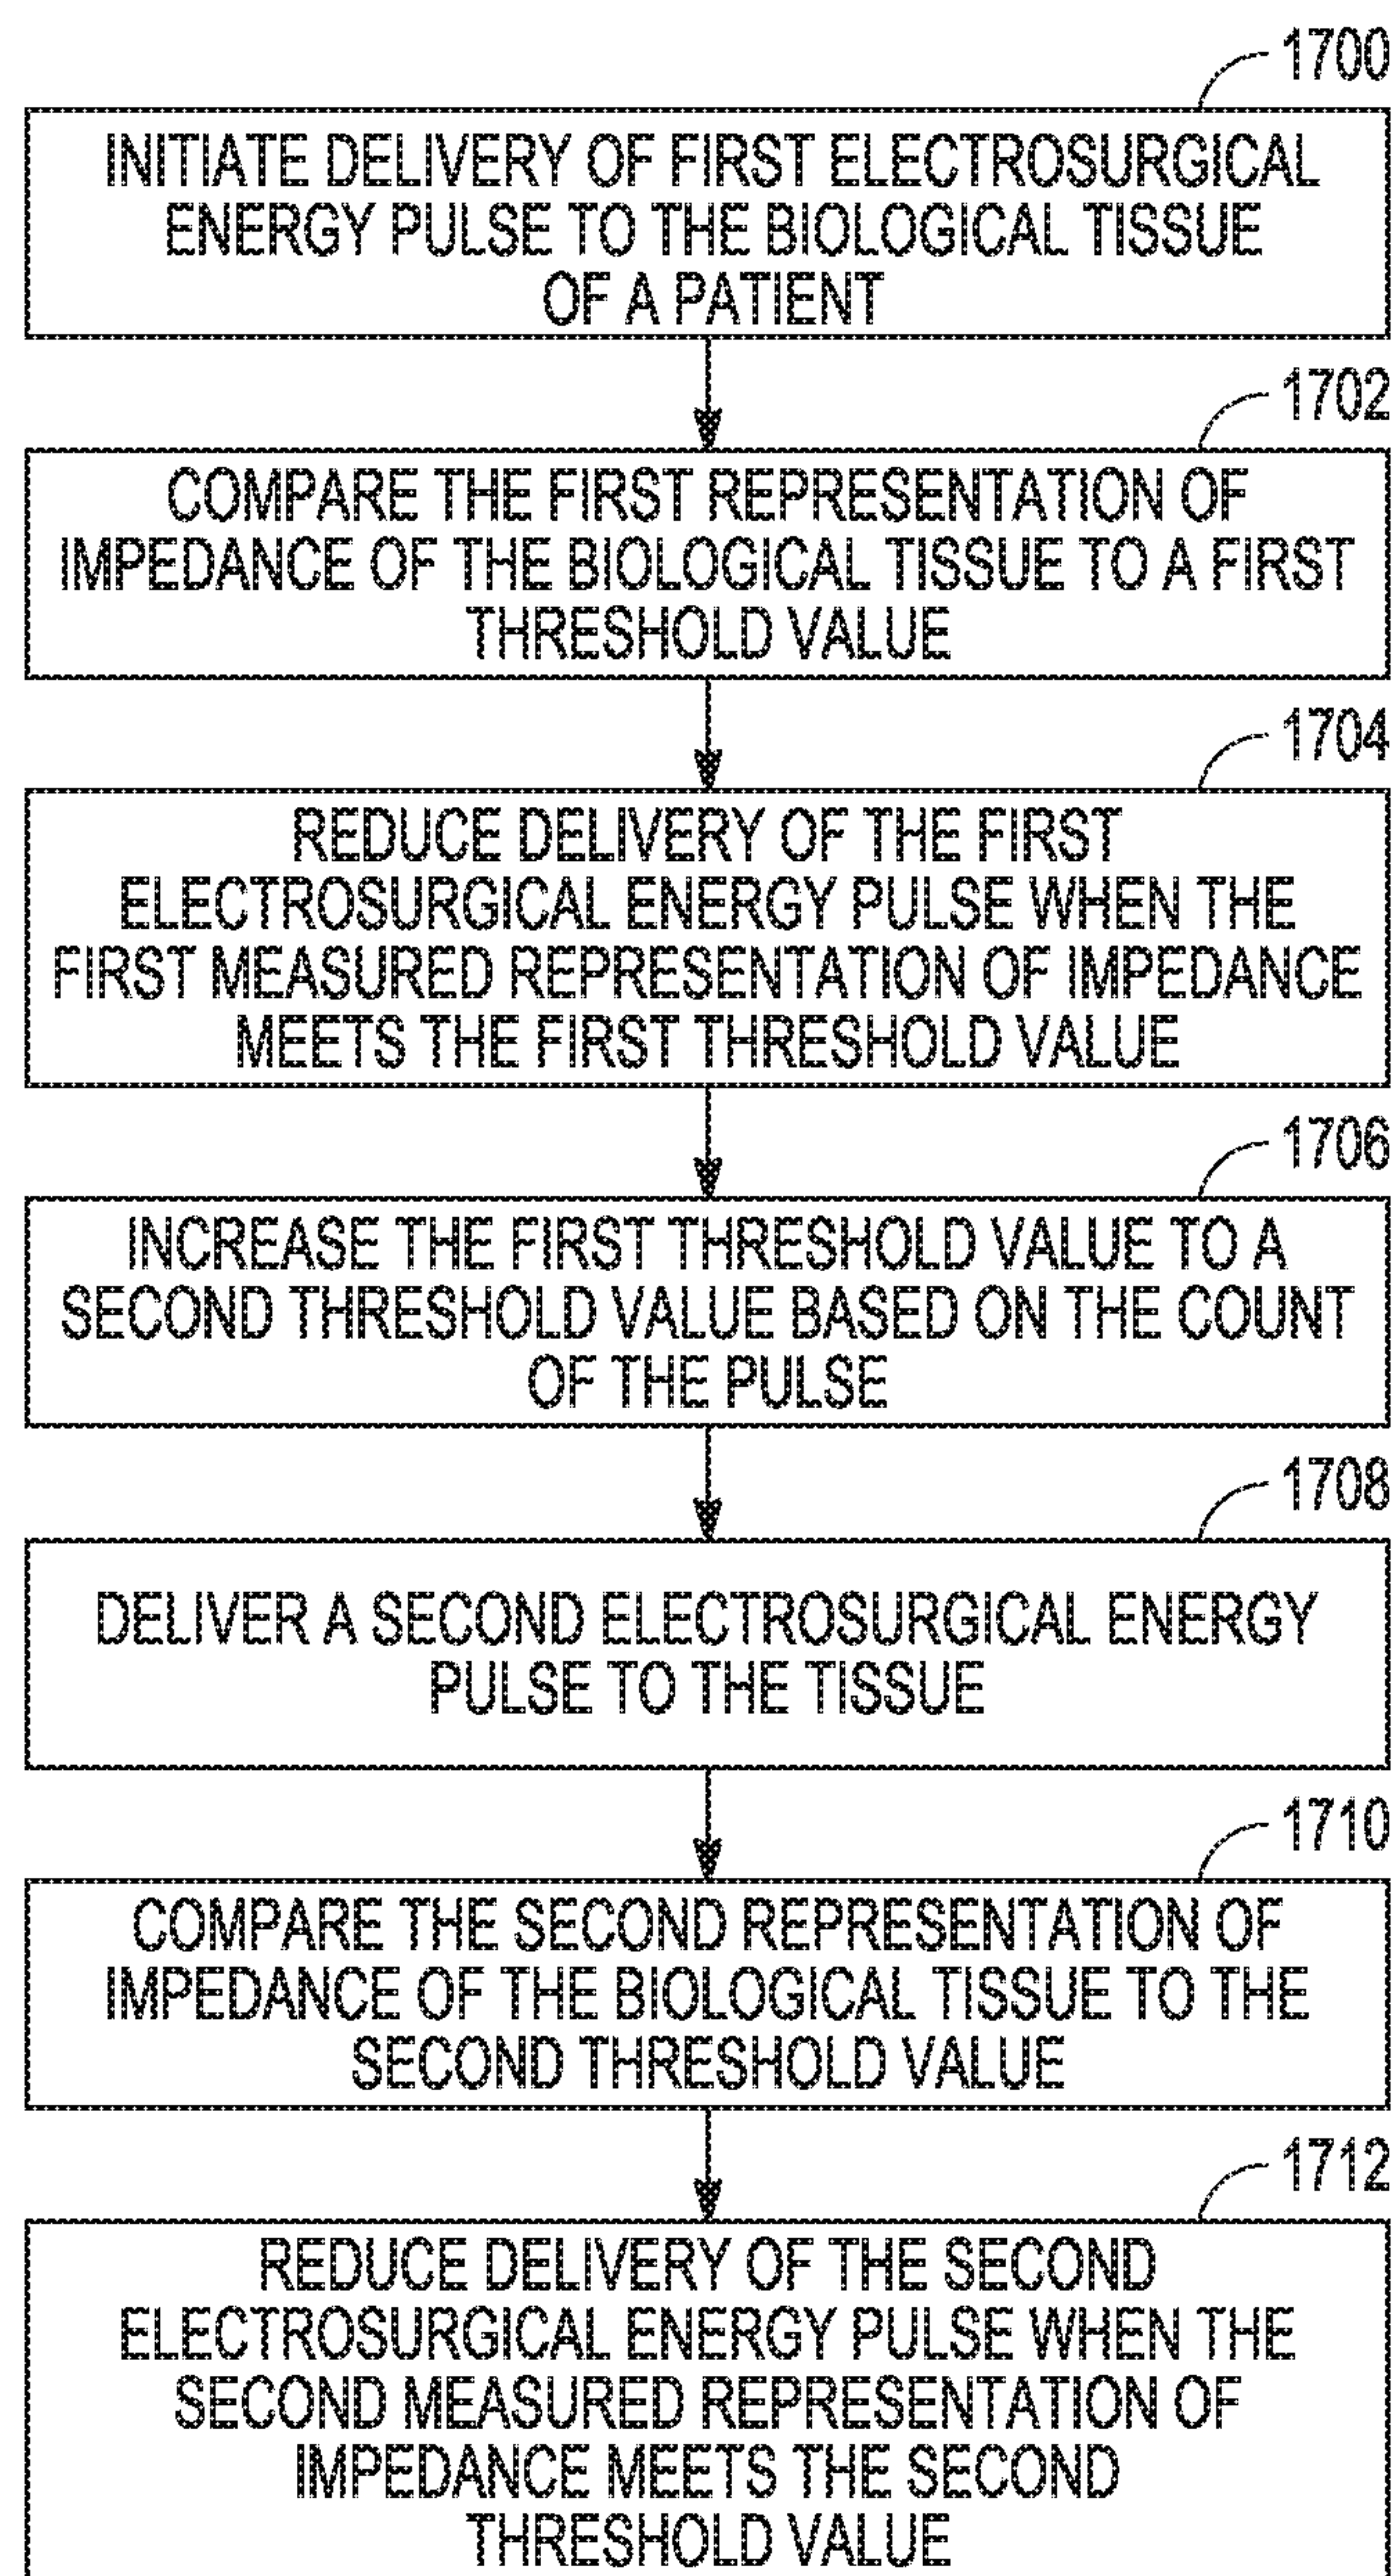 1700
INITIATE DELIVERY OF FIRST ELECTROSURGICAL
ENERGY PULSE TO THE BIOLOGICAL TISSUE
OF A PATIENT
1702
COMPARE THE FIRST REPRESENTATION OF
IMPEDANCE OF THE BIOLOGICAL TISSUE TO A FIRST
THRESHOLD VALUE
1704
REDUCE DELIVERY OF THE FIRST
ELECTROSURGICAL ENERGY PULSE WHEN THE
FIRST MEASURED REPRESENTATION OF IMPEDANCE
MEETS THE FIRST THRESHOLD VALUE
1706
INCREASE THE FIRST THRESHOLD VALUE TO A
SECOND THRESHOLD VALUE BASED ON THE COUNT
OF THE PULSE
1708
DELIVER A SECOND ELECTROSURGICAL ENERGY
PULSE TO THE TISSUE
1710
COMPARE THE SECOND REPRESENTATION OF
IMPEDANCE OF THE BIOLOGICAL TISSUE TO THE
SECOND THRESHOLD VALUE
1712
REDUCE DELIVERY OF THE SECOND
ELECTROSURGICAL ENERGY PULSE WHEN THE
SECOND MEASURED REPRESENTATION OF
IMPEDANCE MEETS THE SECOND
THRESHOLD VALUE